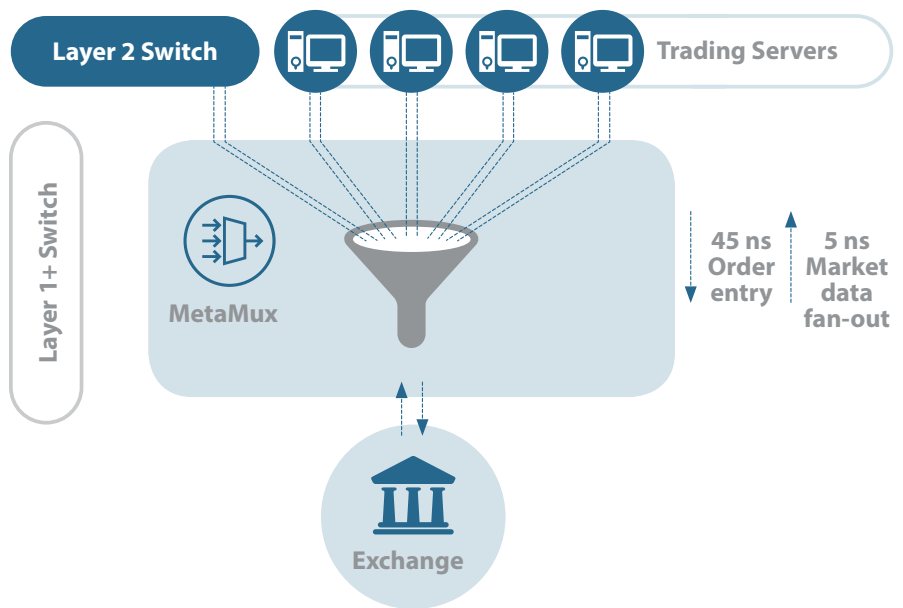 Layer 2 Switch
Trading Servers
Layer 1+ Switch
MetaMux
45 ns
Order
entry
5 ns
Market
data
fan-out
Exchange